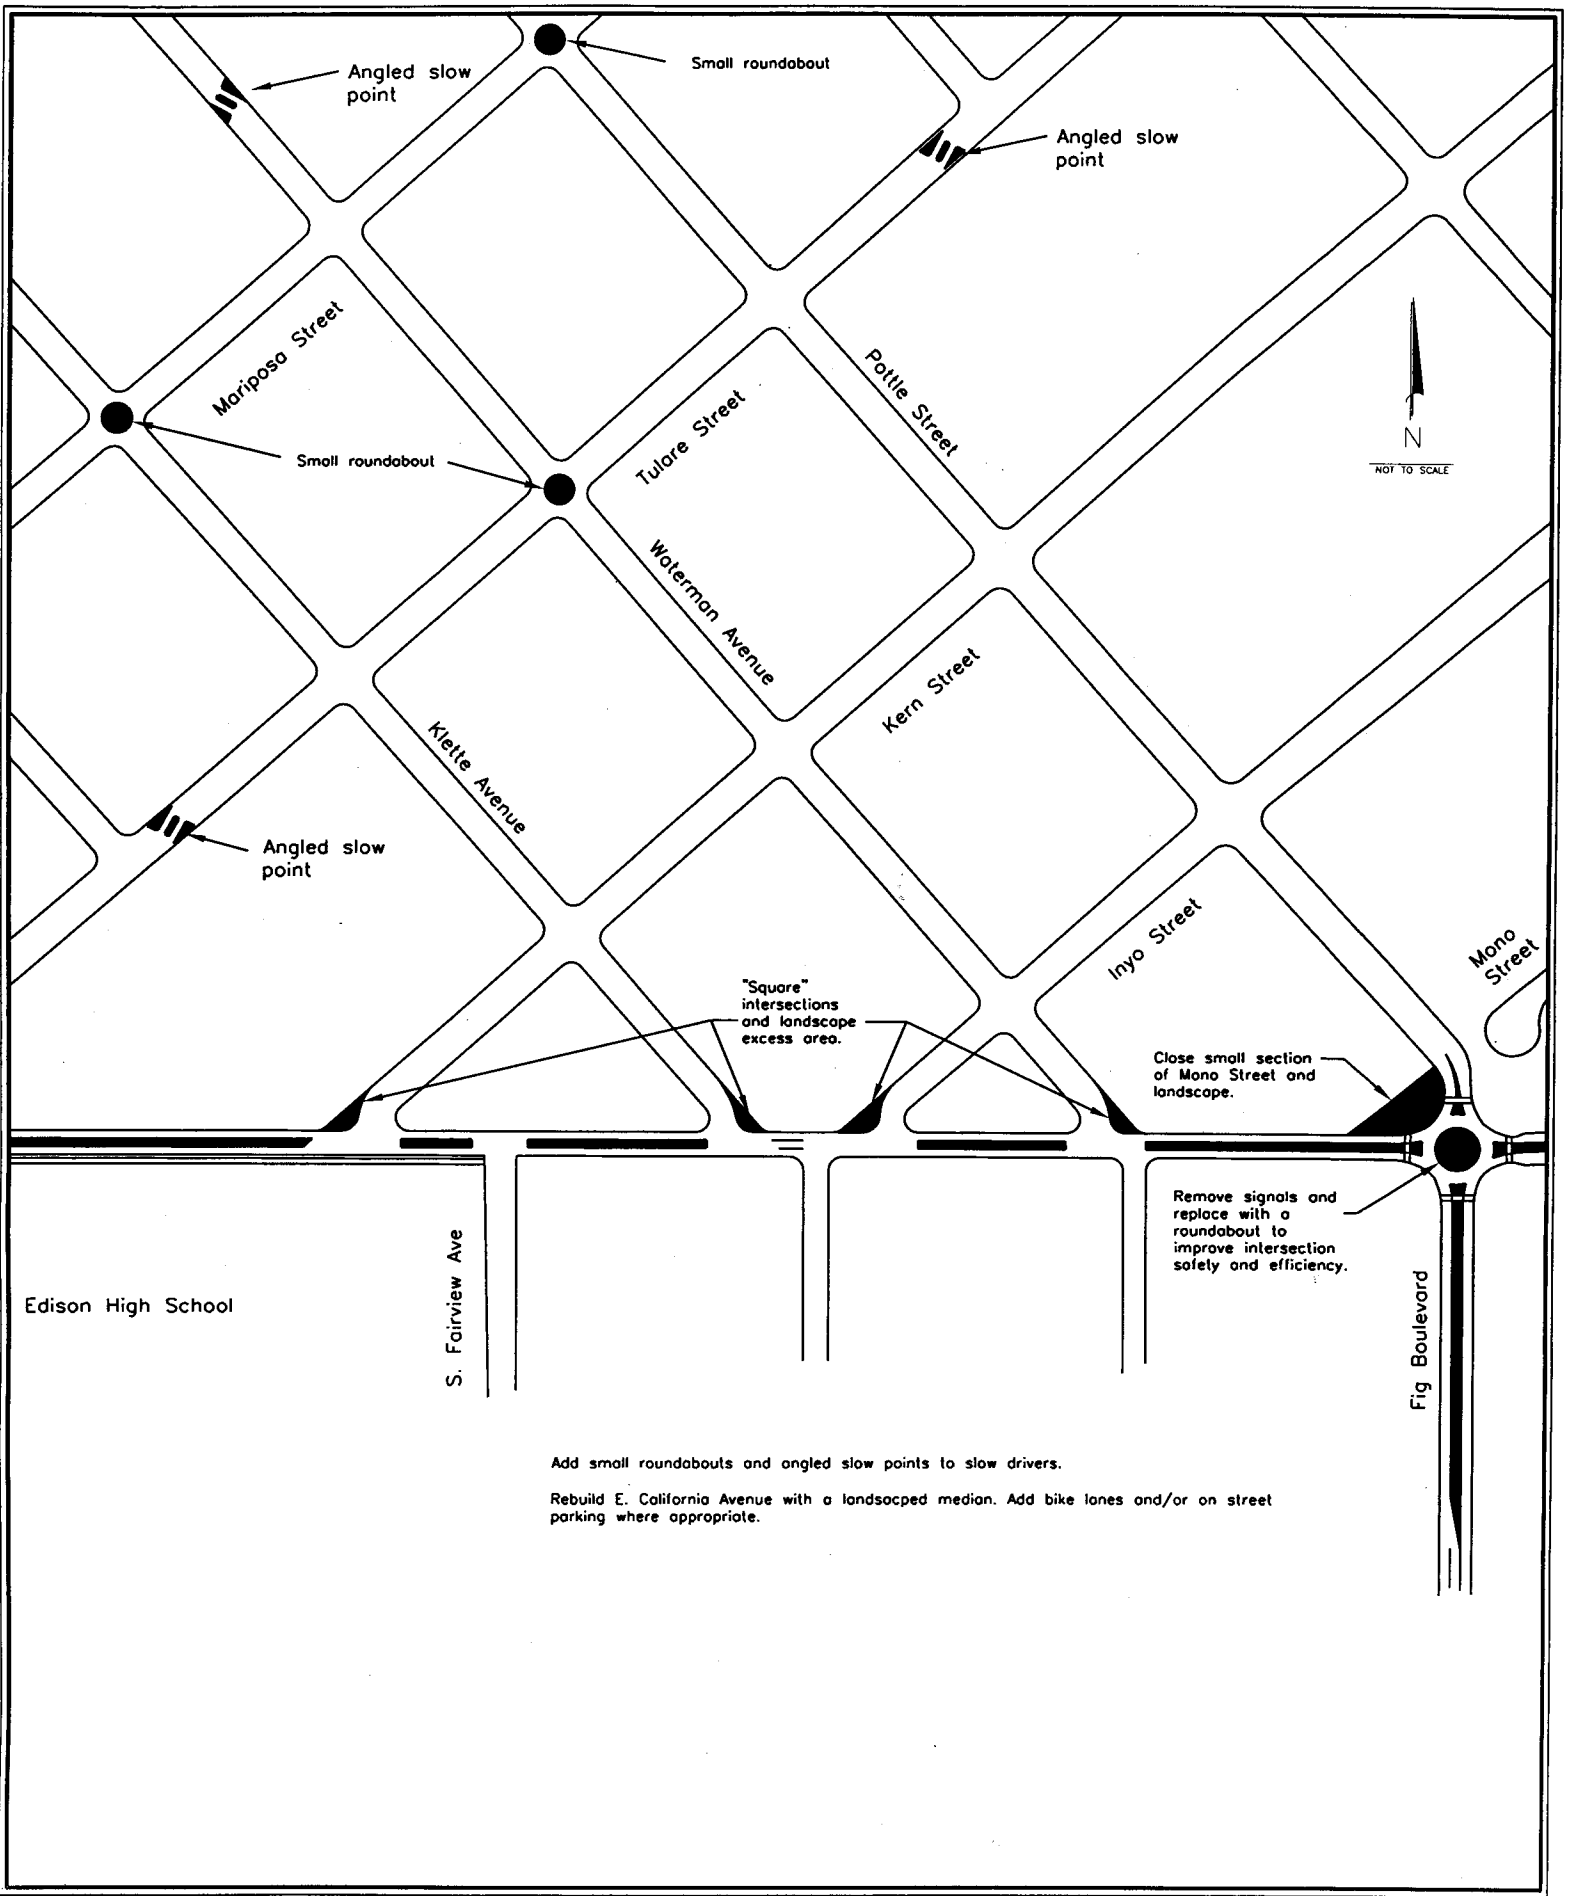 Small roundabout
Angled slow
point
Angled slow
point
Mariposa Street
Pottle Street
Tulare Street
Small roundabout
N
NOT TO SCALE
Waterman Avenue
Kern Street
Klette Avenue
Angled slow
point
Inyo Street
Mono
Street
"Square"
intersections
and landscape
excess area.
Close small section
of Mono Street and
landscape.
Remove signals and
replace with a
roundabout to
improve intersection
safety and efficiency.
S. Fairview Ave
Edison High School
Fig Boulevard
Add small roundabouts and angled slow points to slow drivers.
Rebuild E. California Avenue with a landsacped median. Add bike lanes and/or on street
parking where appropriate.